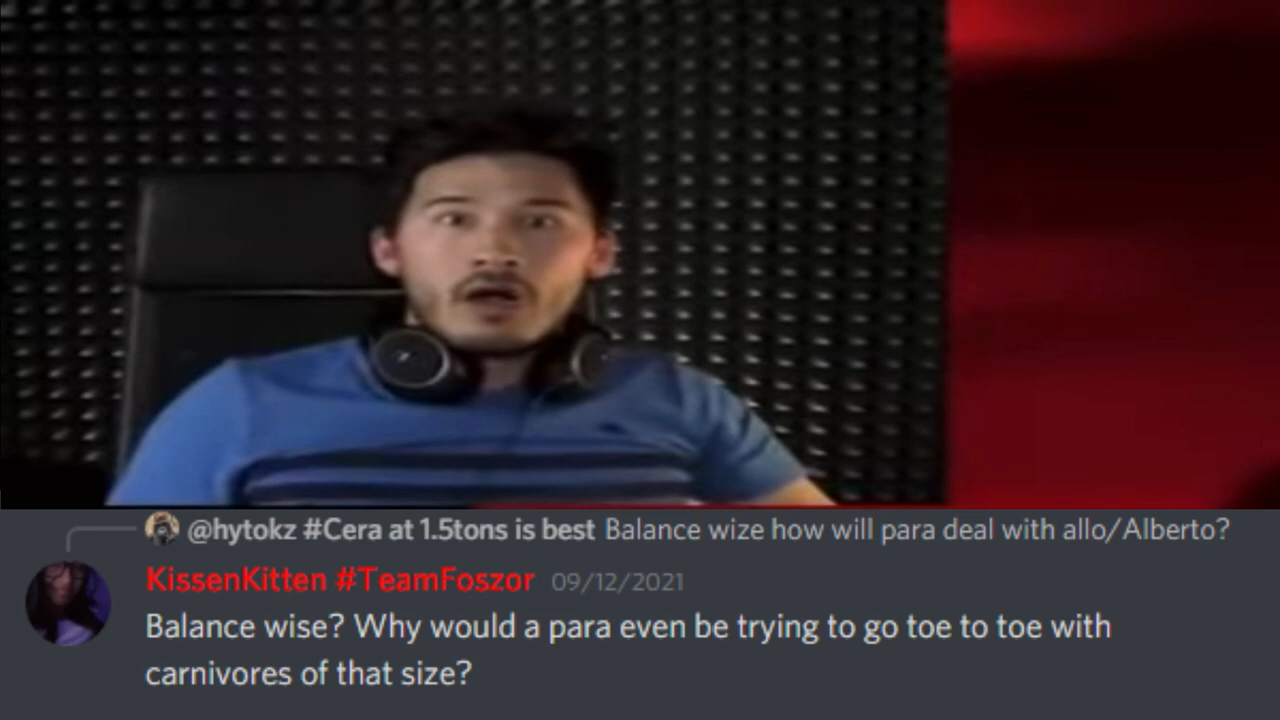 @hytokz #Cera at 1.5tons is best Balance wize how will para deal with allo/Alberto?
KissenKitten #TeamFoszor 09/12/2021
Balance wise? Why would a para even be trying to go toe to toe with
carnivores of that size?